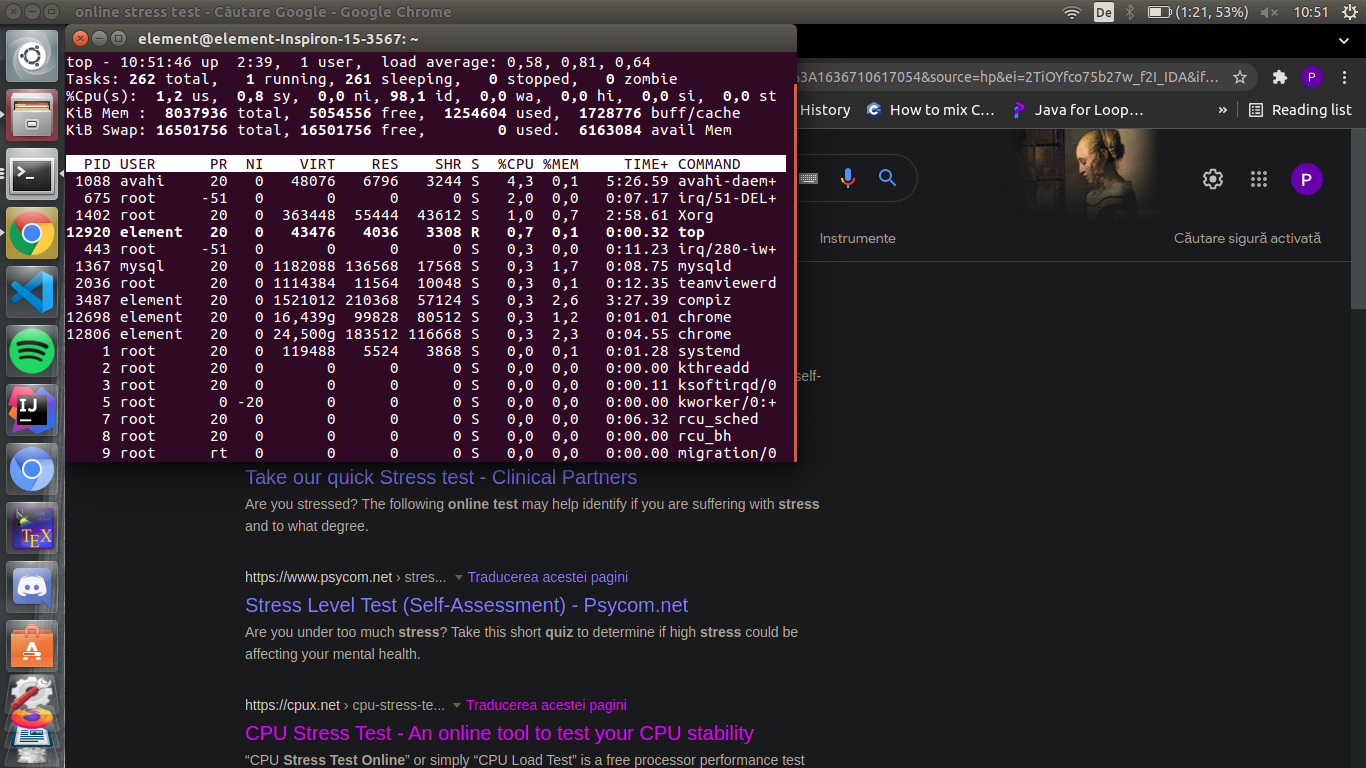 online stress test - Căutare Google - Google Chrome
De (1:21, 53%) 10:51
element@element-Inspiron-15-3567: ~
top - 10:51:46 up  2:39,  1 user,  load average: 0,58, 0,81, 0,64
Tasks: 262 total,   1 running, 261 sleeping,   0 stopped,   0 zombie
%Cpu(s):  1,2 us,  0,8 sy,  0,0 ni, 98,1 id,  0,0 wa,  0,0 hi,  0,0 si,  0,0 st
KiB Mem :  8037936 total,  5054556 free,  1254604 used,  1728776 buff/cache
KiB Swap: 16501756 total, 16501756 free,        0 used.  6163084 avail Mem
PID USER      PR  NI    VIRT    RES    SHR S  %CPU %MEM     TIME+ COMMAND
1088 avahi     20   0   48076   6796   3244 S   4,3  0,1   5:26.59 avahi-daem+
675 root     -51   0       0      0      0 S   2,0  0,0   0:07.17 irq/51-DEL+
1402 root      20   0  363448  55444  43612 S   1,0  0,7   2:58.61 Xorg
12920 element   20   0   43476   4036   3308 R   0,7  0,1   0:00.32 top
443 root     -51   0       0      0      0 S   0,3  0,0   0:11.23 irq/280-iw+
1367 mysql     20   0 1182088 136568  17568 S   0,3  1,7   0:08.75 mysqld
2036 root      20   0 1114384  11564  10048 S   0,3  0,1   0:12.35 teamviewerd
3487 element   20   0 1521012 210368  57124 S   0,3  2,6   3:27.39 compiz
12698 element   20   0 16,439g  99828  80512 S   0,3  1,2   0:01.01 chrome
12806 element   20   0 24,500g 183512 116668 S   0,3  2,3   0:04.55 chrome
1 root      20   0  119488   5524   3868 S   0,0  0,1   0:01.28 systemd
2 root      20   0       0      0      0 S   0,0  0,0   0:00.00 kthreadd
3 root      20   0       0      0      0 S   0,0  0,0   0:00.11 ksoftirqd/0
5 root       0 -20       0      0      0 S   0,0  0,0   0:00.00 kworker/0:+
7 root      20   0       0      0      0 S   0,0  0,0   0:06.32 rcu_sched
8 root      20   0       0      0      0 S   0,0  0,0   0:00.00 rcu_bh
9 root      rt   0       0      0      0 S   0,0  0,0   0:00.00 migration/0
3A1636710617054&source=hp&ei=2TiOYfco75b27w_f2I_IDA&if...
P
History
How to mix C...
Java for Loop...
»
Reading list
P
Instrumente
Căutare sigură activată
self-
IJ
TEX
A
Take our quick Stress test - Clinical Partners
Are you stressed? The following online test may help identify if you are suffering with stress
and to what degree.
https://www.psycom.net › stres... Traducerea acestei pagini
Stress Level Test (Self-Assessment) - Psycom.net
Are you under too much stress? Take this short quiz to determine if high stress could be
affecting your mental health.
https://cpux.net › cpu-stress-te... Traducerea acestei pagini
CPU Stress Test - An online tool to test your CPU stability
“CPU Stress Test Online” or simply “CPU Load Test” is a free processor performance test